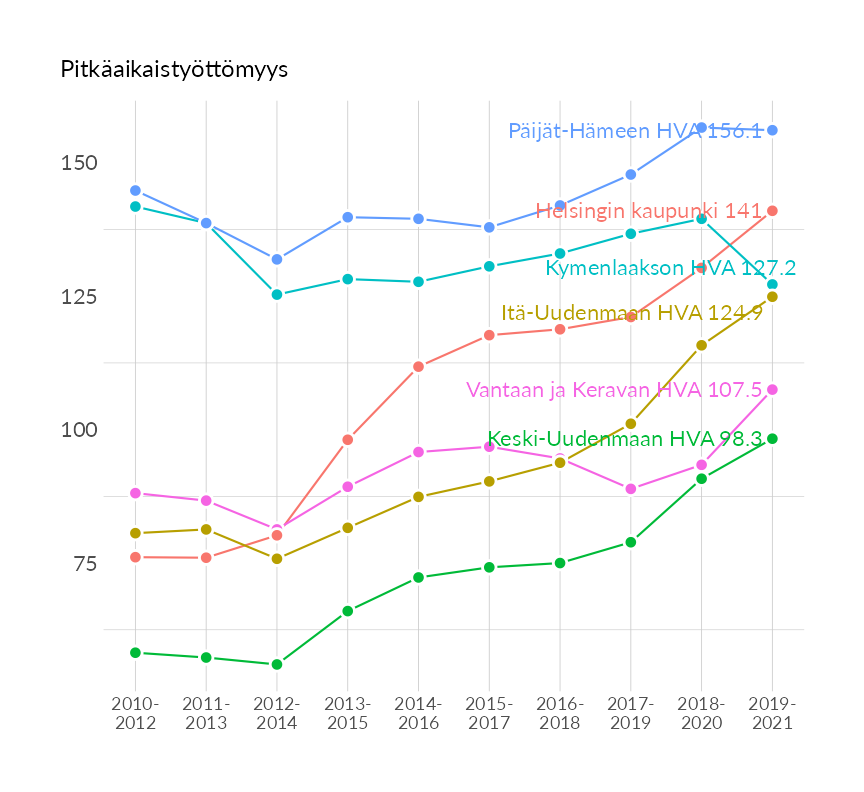 Pitkäaikaistyöttömyys
Päijät-Hämeen HVA 156.1
150
Helsingin kaupunki 141
Kymenlaakson HVA 127.2
125
Itä-Uudenmaan HVA 124.9
Vantaan ja Keravan HVA 107.5
100
Keski-Uudenmaan HVA 98.3
75
2010- 2011- 2012- 2013- 2014- 2015- 2016- 2017- 2018- 2019-
2012 2013 2014 2015 2016 2017 2018 2019 2020 2021